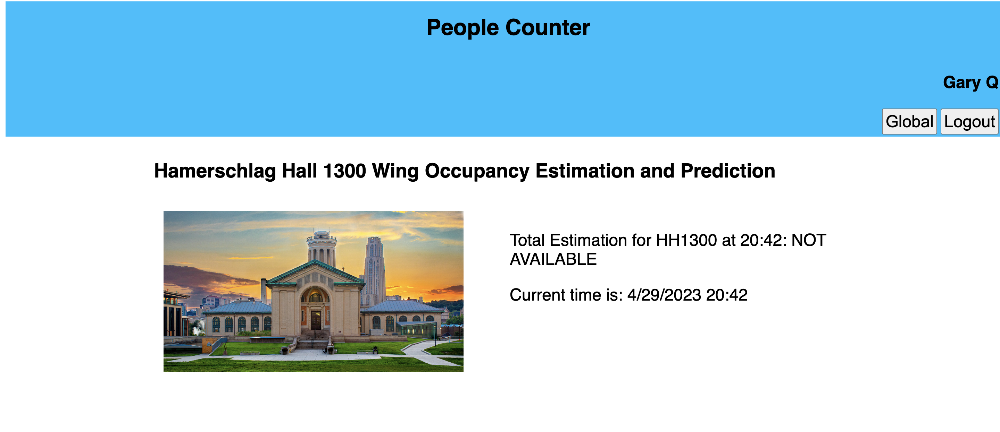 People Counter
Gary Q
Global Logout
Hamerschlag Hall 1300 Wing Occupancy Estimation and Prediction
Total Estimation for HH1300 at 20:42: NOT
AVAILABLE
Current time is: 4/29/2023 20:42